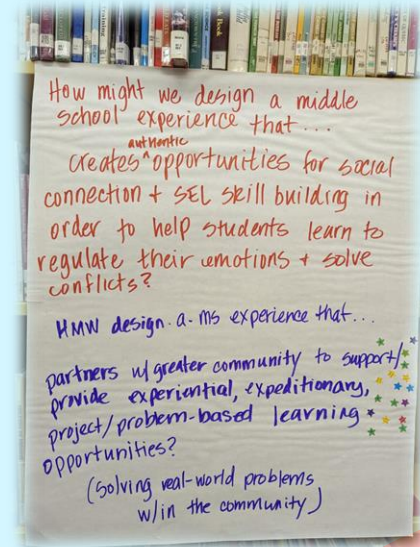 How might we design a middle
school experience that...
authentic
creates ^ opportunities for social
connection + SEL skill building in
order to help students learn to
regulate their emotions + solve
conflicts?
HMW design a ms experience that...
partners w/ greater community to support/
provide experiential, expeditionary,
project/problem-based learning
opportunities?
(solving real-world problems
w/in the community)